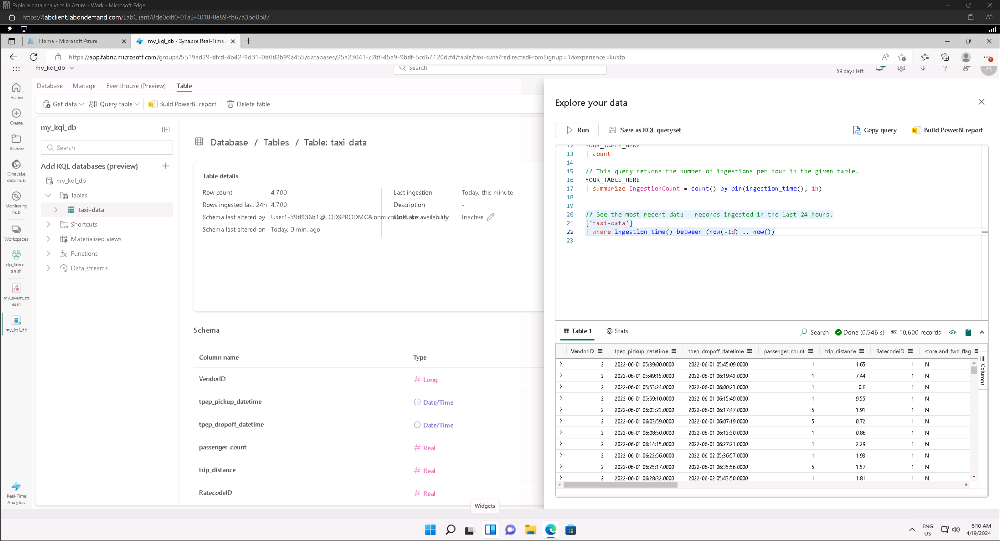 Explore data analytics in Azure - Work - Microsoft Edge
https://labclient.labondemand.com/LabClient/8de0c4f0-01a3-4018-8e89-fb67a3bd0b87
Home - Microsoft Azure
my_kql_db - Synapse Real-Time
https://app.fabric.microsoft.com/groups/5519ad29-8fcd-4b42-9d31-08082b99a455/databases/25a23041-c28f-45a9-9b8f-5cd67120dcf4/table/taxi-data?redirectedFromSignup=1&experience=kusto
my_kql_db
Search
59 days left
Home
Create
Browse
OneLake
data hub
Monitoring
hub
Workspaces
dp_fabric-
anish
my_event_str
eam
my_kql_db
Real-Time
Analytics
Database Manage Eventhouse (Preview) Table
Get data Query table Build PowerBI report Delete table
my_kql_db
Search
Add KQL databases (preview)
my_kql_db
Tables
taxi-data
Shortcuts
Materialized views
Functions
Data streams
Database / Tables / Table: taxi-data
Table details
Row count 4,700
Rows ingested last 24h 4,700
Schema last altered by User1-39893681@LODSPRODMCA.onmicrosoft.com
Schema last altered on Today, 3 min. ago
Last ingestion Today, this minute
Description -
OneLake availability Inactive
Schema
Column name Type
VendorID Long
tpep_pickup_datetime Date/Time
tpep_dropoff_datetime Date/Time
passenger_count Real
trip_distance Real
RatecodeID Real
Explore your data
Run Save as KQL queryset Copy query Build PowerBI report
12 YOUR_TABLE_HERE
13 | count
14
15 // This query returns the number of ingestions per hour in the given table.
16 YOUR_TABLE_HERE
17 | summarize IngestionCount = count() by bin(ingestion_time(), 1h)
18
19
20 // See the most recent data - records ingested in the last 24 hours.
21 ['taxi-data']
22 | where ingestion_time() between (now(-1d) .. now())
23
Table 1 Stats Search Done (0.546 s) 10,600 records
VendorID tpep_pickup_datetime tpep_dropoff_datetime passenger_count trip_distance RatecodeID store_and_fwd_flag
2 2022-06-01 05:39:00.0000 2022-06-01 05:45:09.0000 1 1.65 1 N
2 2022-06-01 05:49:15.0000 2022-06-01 06:19:43.0000 1 7.44 1 N
2 2022-06-01 05:53:24.0000 2022-06-01 06:00:23.0000 1 0.8 1 N
2 2022-06-01 05:59:10.0000 2022-06-01 06:15:49.0000 1 9.55 1 N
2 2022-06-01 06:03:23.0000 2022-06-01 06:17:47.0000 5 1.91 1 N
2 2022-06-01 06:03:59.0000 2022-06-01 06:07:19.0000 5 0.72 1 N
2 2022-06-01 06:08:50.0000 2022-06-01 06:12:30.0000 1 0.86 1 N
2 2022-06-01 06:14:15.0000 2022-06-01 06:27:21.0000 1 2.29 1 N
2 2022-06-01 06:22:56.0000 2022-06-02 05:36:57.0000 1 1.93 1 N
2 2022-06-01 06:25:17.0000 2022-06-01 06:35:56.0000 5 1.57 1 N
2 2022-06-01 06:28:32.0000 2022-06-02 05:43:50.0000 1 1.81 1 N
Columns
Widgets
ENG
US
5:10 AM
4/19/2024